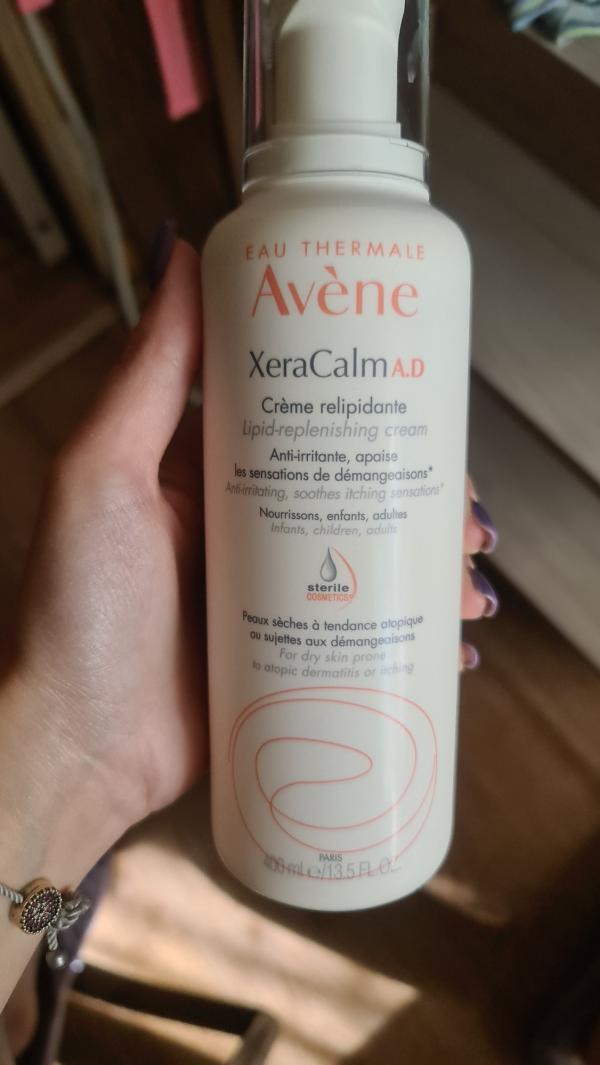 EAU THERMALE
Avène
XeraCalm A.D
Crème relipidante
Lipid-replenishing cream
Anti-irritante, apaise
les sensations de démangeaisons*
Anti-irritating, soothes itching sensations*
Nourrissons, enfants, adultes
Infants, children, adults
sterile
COSMETICS®
Peaux sèches à tendance atopique
ou sujettes aux démangeaisons
For dry skin prone
to atopic dermatitis or itching
PARIS
400 mL ℮/13.5 FL.OZ.